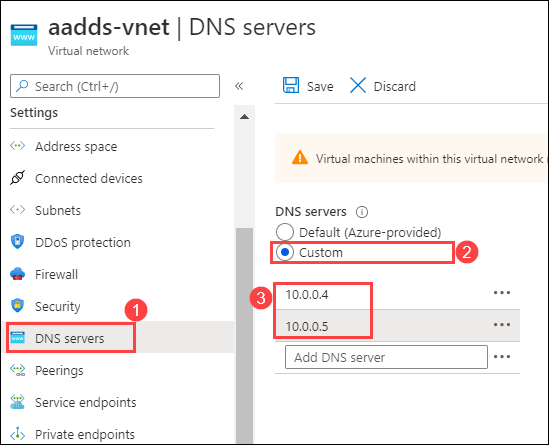 aadds-vnet | DNS servers
Virtual network
Search (Ctrl+/)
«
Settings
Address space
Connected devices
Subnets
DDoS protection
Firewall
Security
1
DNS servers
Peerings
Service endpoints
Private endpoints
Save
Discard
Virtual machines within this virtual network
DNS servers
Default (Azure-provided)
Custom
2
3
10.0.0.4
10.0.0.5
Add DNS server